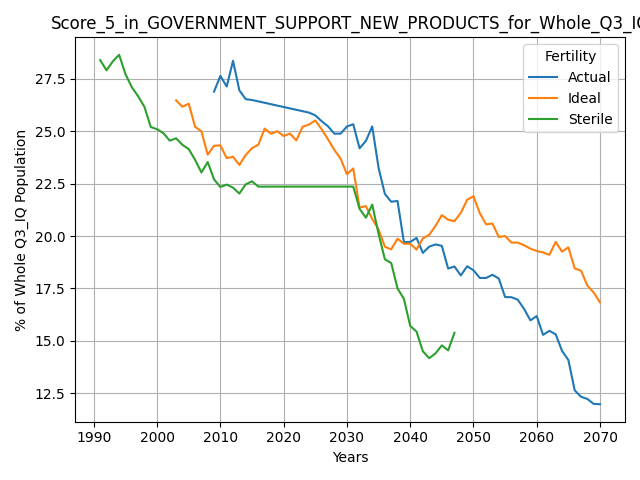 Score_5_in_GOVERNMENT_SUPPORT_NEW_PRODUCTS_for_Whole_Q3_IQ
Fertility
Actual
Ideal
Sterile
% of Whole Q3_IQ Population
27.5
25.0
22.5
20.0
17.5
15.0
12.5
1990 2000 2010 2020 2030 2040 2050 2060 2070
Years